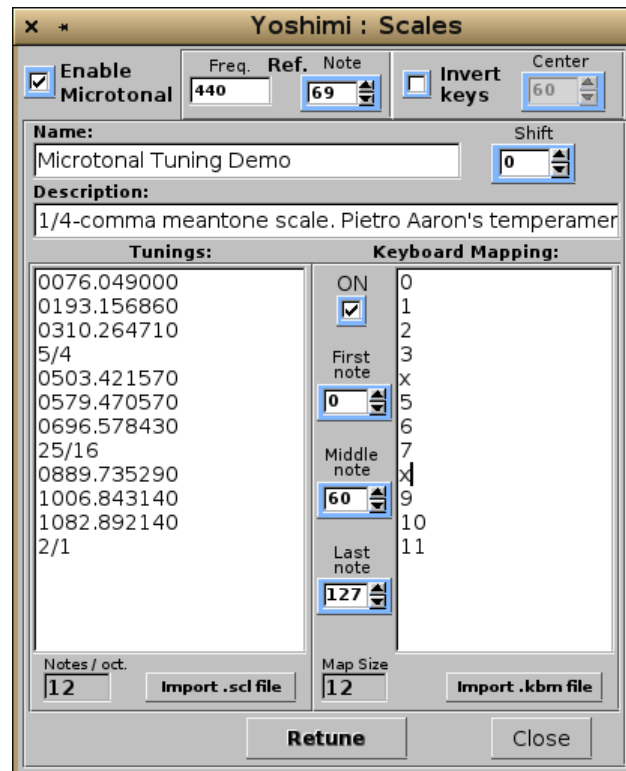 Yoshimi : Scales
Enable Microtonal
Freq. Ref. Note
440 69
Invert keys
Center
60
Name:
Microtonal Tuning Demo
Shift
0
Description:
1/4-comma meantone scale. Pietro Aaron's temperamer
Tunings:
0076.049000
0193.156860
0310.264710
5/4
0503.421570
0579.470570
0696.578430
25/16
0889.735290
1006.843140
1082.892140
2/1
Notes / oct.
12
Import .scl file
Keyboard Mapping:
ON
First note
0
Middle note
60
Last note
127
0
1
2
3
x
5
6
7
x
9
10
11
Map Size
12
Import .kbm file
Retune
Close